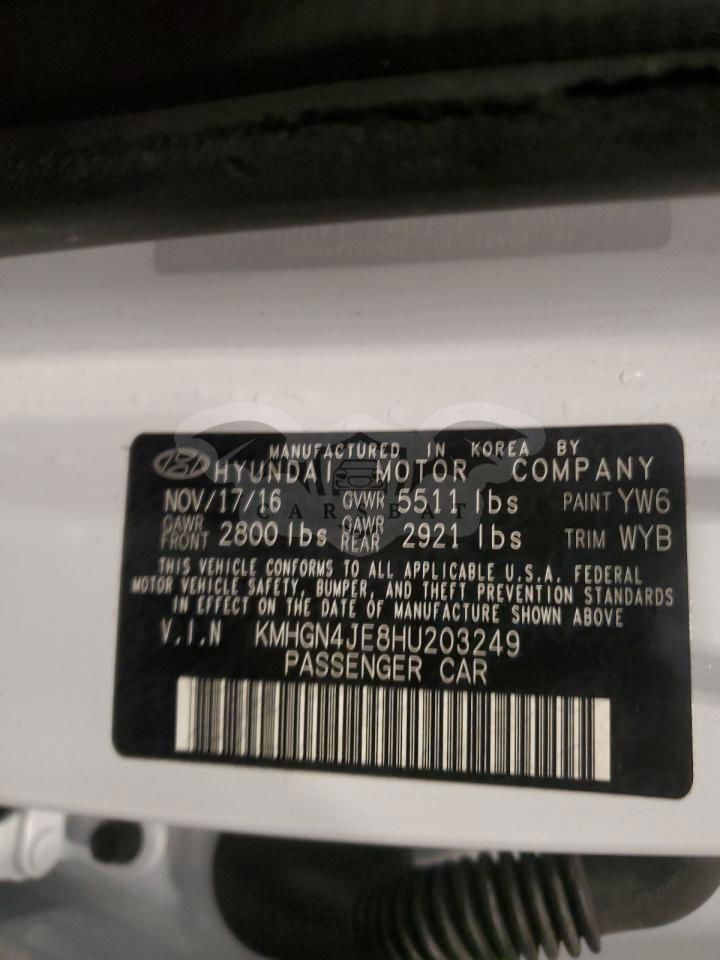 MANUFACTURED IN KOREA BY
HYUNDAI MOTOR COMPANY
NOV/17/16 GVWR 5511 lbs PAINT YW6
GAWR FRONT 2800 lbs GAWR REAR 2921 lbs TRIM WYB
THIS VEHICLE CONFORMS TO ALL APPLICABLE U.S.A. FEDERAL
MOTOR VEHICLE SAFETY, BUMPER, AND THEFT PREVENTION STANDARDS
IN EFFECT ON THE DATE OF MANUFACTURE SHOWN ABOVE
V.I.N KMHGN4JE8HU203249
PASSENGER CAR
CARSBAT